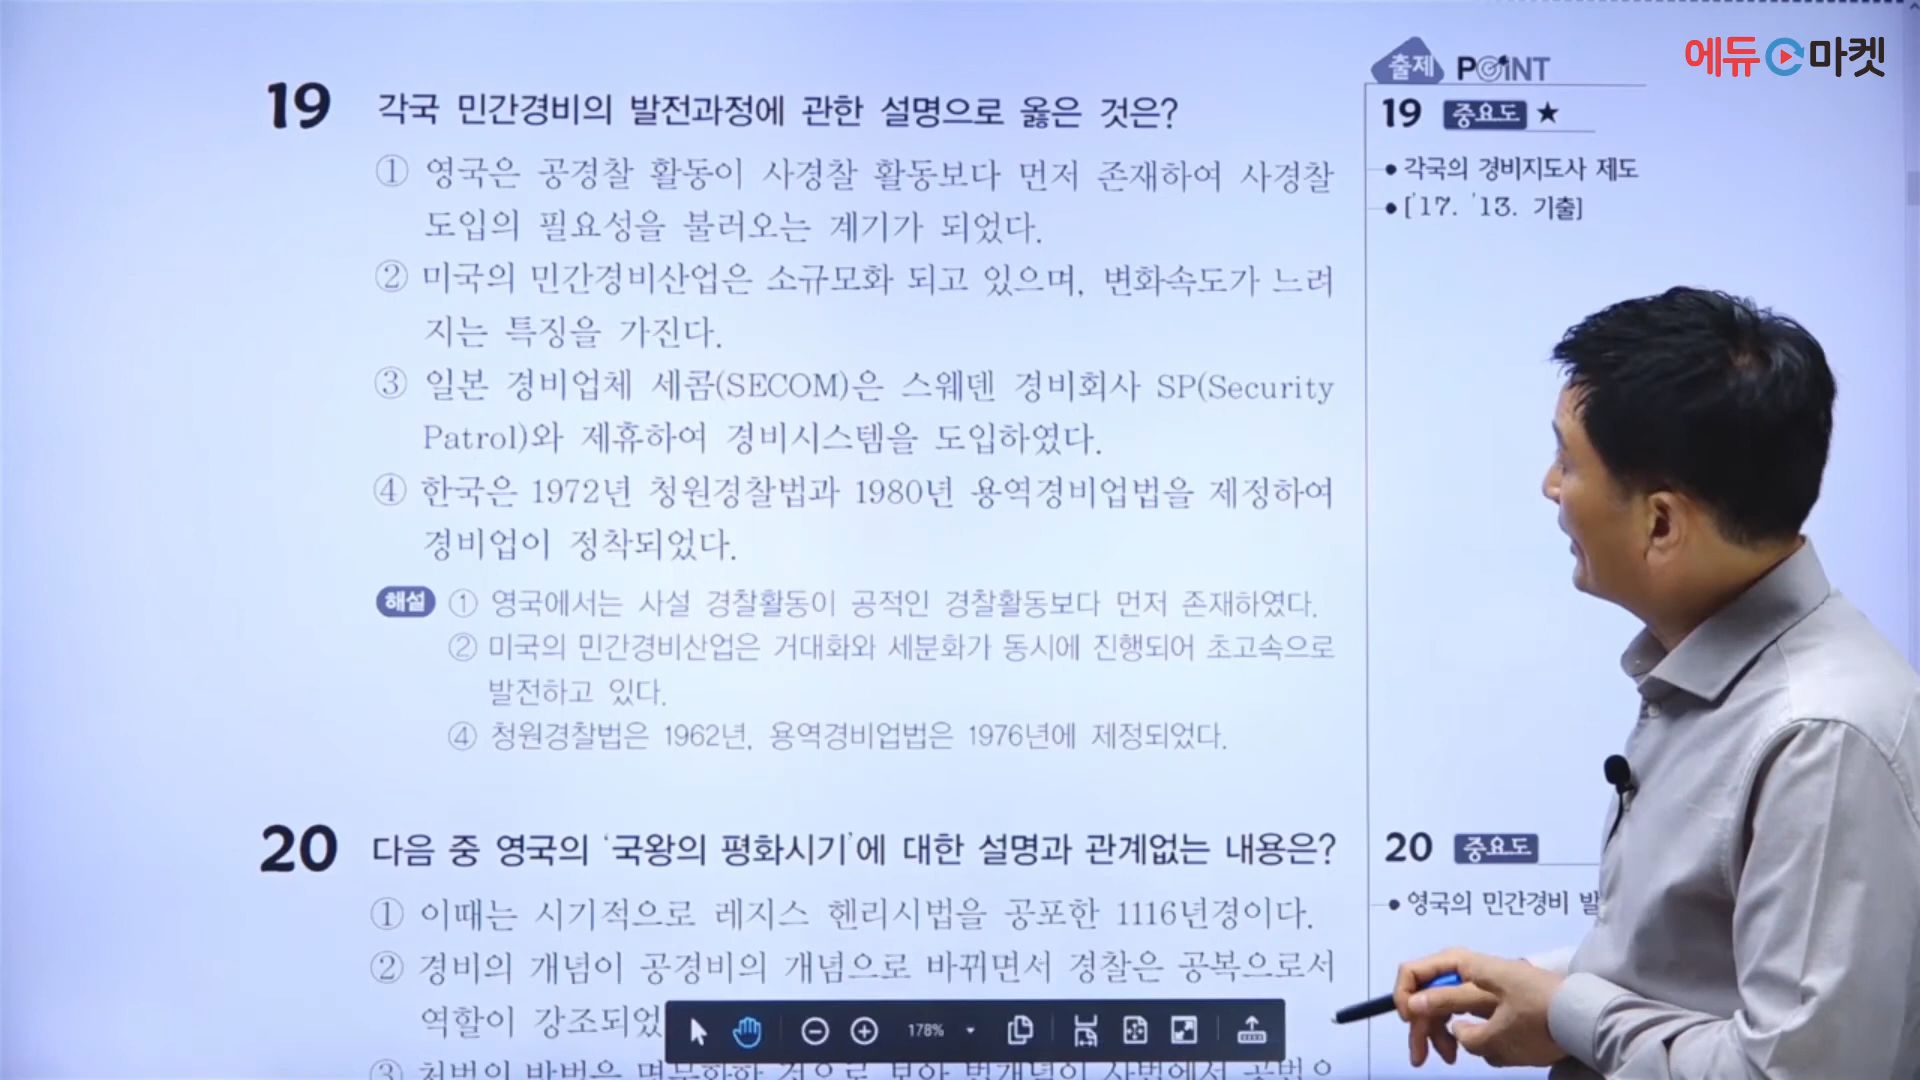 에듀 마켓
출제 POINT
19 각국 민간경비의 발전과정에 관한 설명으로 옳은 것은?
① 영국은 공경찰 활동이 사경찰 활동보다 먼저 존재하여 사경찰
도입의 필요성을 불러오는 계기가 되었다.
② 미국의 민간경비산업은 소규모화 되고 있으며, 변화속도가 느려
지는 특징을 가진다.
③ 일본 경비업체 세콤(SECOM)은 스웨덴 경비회사 SP(Security
Patrol)와 제휴하여 경비시스템을 도입하였다.
④ 한국은 1972년 청원경찰법과 1980년 용역경비업법을 제정하여
경비업이 정착되었다.
해설 ① 영국에서는 사설 경찰활동이 공적인 경찰활동보다 먼저 존재하였다.
② 미국의 민간경비산업은 거대화와 세분화가 동시에 진행되어 초고속으로
발전하고 있다.
④ 청원경찰법은 1962년, 용역경비업법은 1976년에 제정되었다.
19 중요도 ★
• 각국의 경비지도사 제도
• ['17. '13. 기출]
20 다음 중 영국의 '국왕의 평화시기'에 대한 설명과 관계없는 내용은?
① 이때는 시기적으로 레지스 헨리시법을 공포한 1116년경이다.
② 경비의 개념이 공경비의 개념으로 바뀌면서 경찰은 공복으로서
역할이 강조되었
③ 처벌의 방법을 명문화한 것으로
20 중요도
• 영국의 민간경비 발
178%